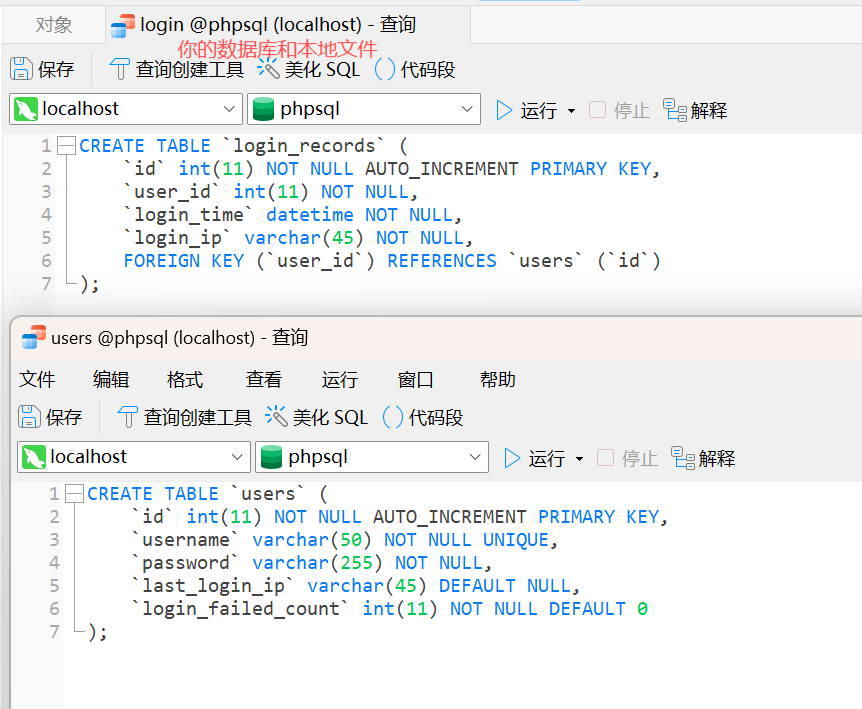 对象 login @phpsql (localhost) - 查询
你的数据库和本地文件
保存 查询创建工具 美化 SQL () 代码段
localhost phpsql 运行 停止 解释
1 CREATE TABLE `login_records` (
2 `id` int(11) NOT NULL AUTO_INCREMENT PRIMARY KEY,
3 `user_id` int(11) NOT NULL,
4 `login_time` datetime NOT NULL,
5 `login_ip` varchar(45) NOT NULL,
6 FOREIGN KEY (`user_id`) REFERENCES `users` (`id`)
7 );
users @phpsql (localhost) - 查询
文件 编辑 格式 查看 运行 窗口 帮助
保存 查询创建工具 美化 SQL () 代码段
localhost phpsql 运行 停止 解释
1 CREATE TABLE `users` (
2 `id` int(11) NOT NULL AUTO_INCREMENT PRIMARY KEY,
3 `username` varchar(50) NOT NULL UNIQUE,
4 `password` varchar(255) NOT NULL,
5 `last_login_ip` varchar(45) DEFAULT NULL,
6 `login_failed_count` int(11) NOT NULL DEFAULT 0
7 );